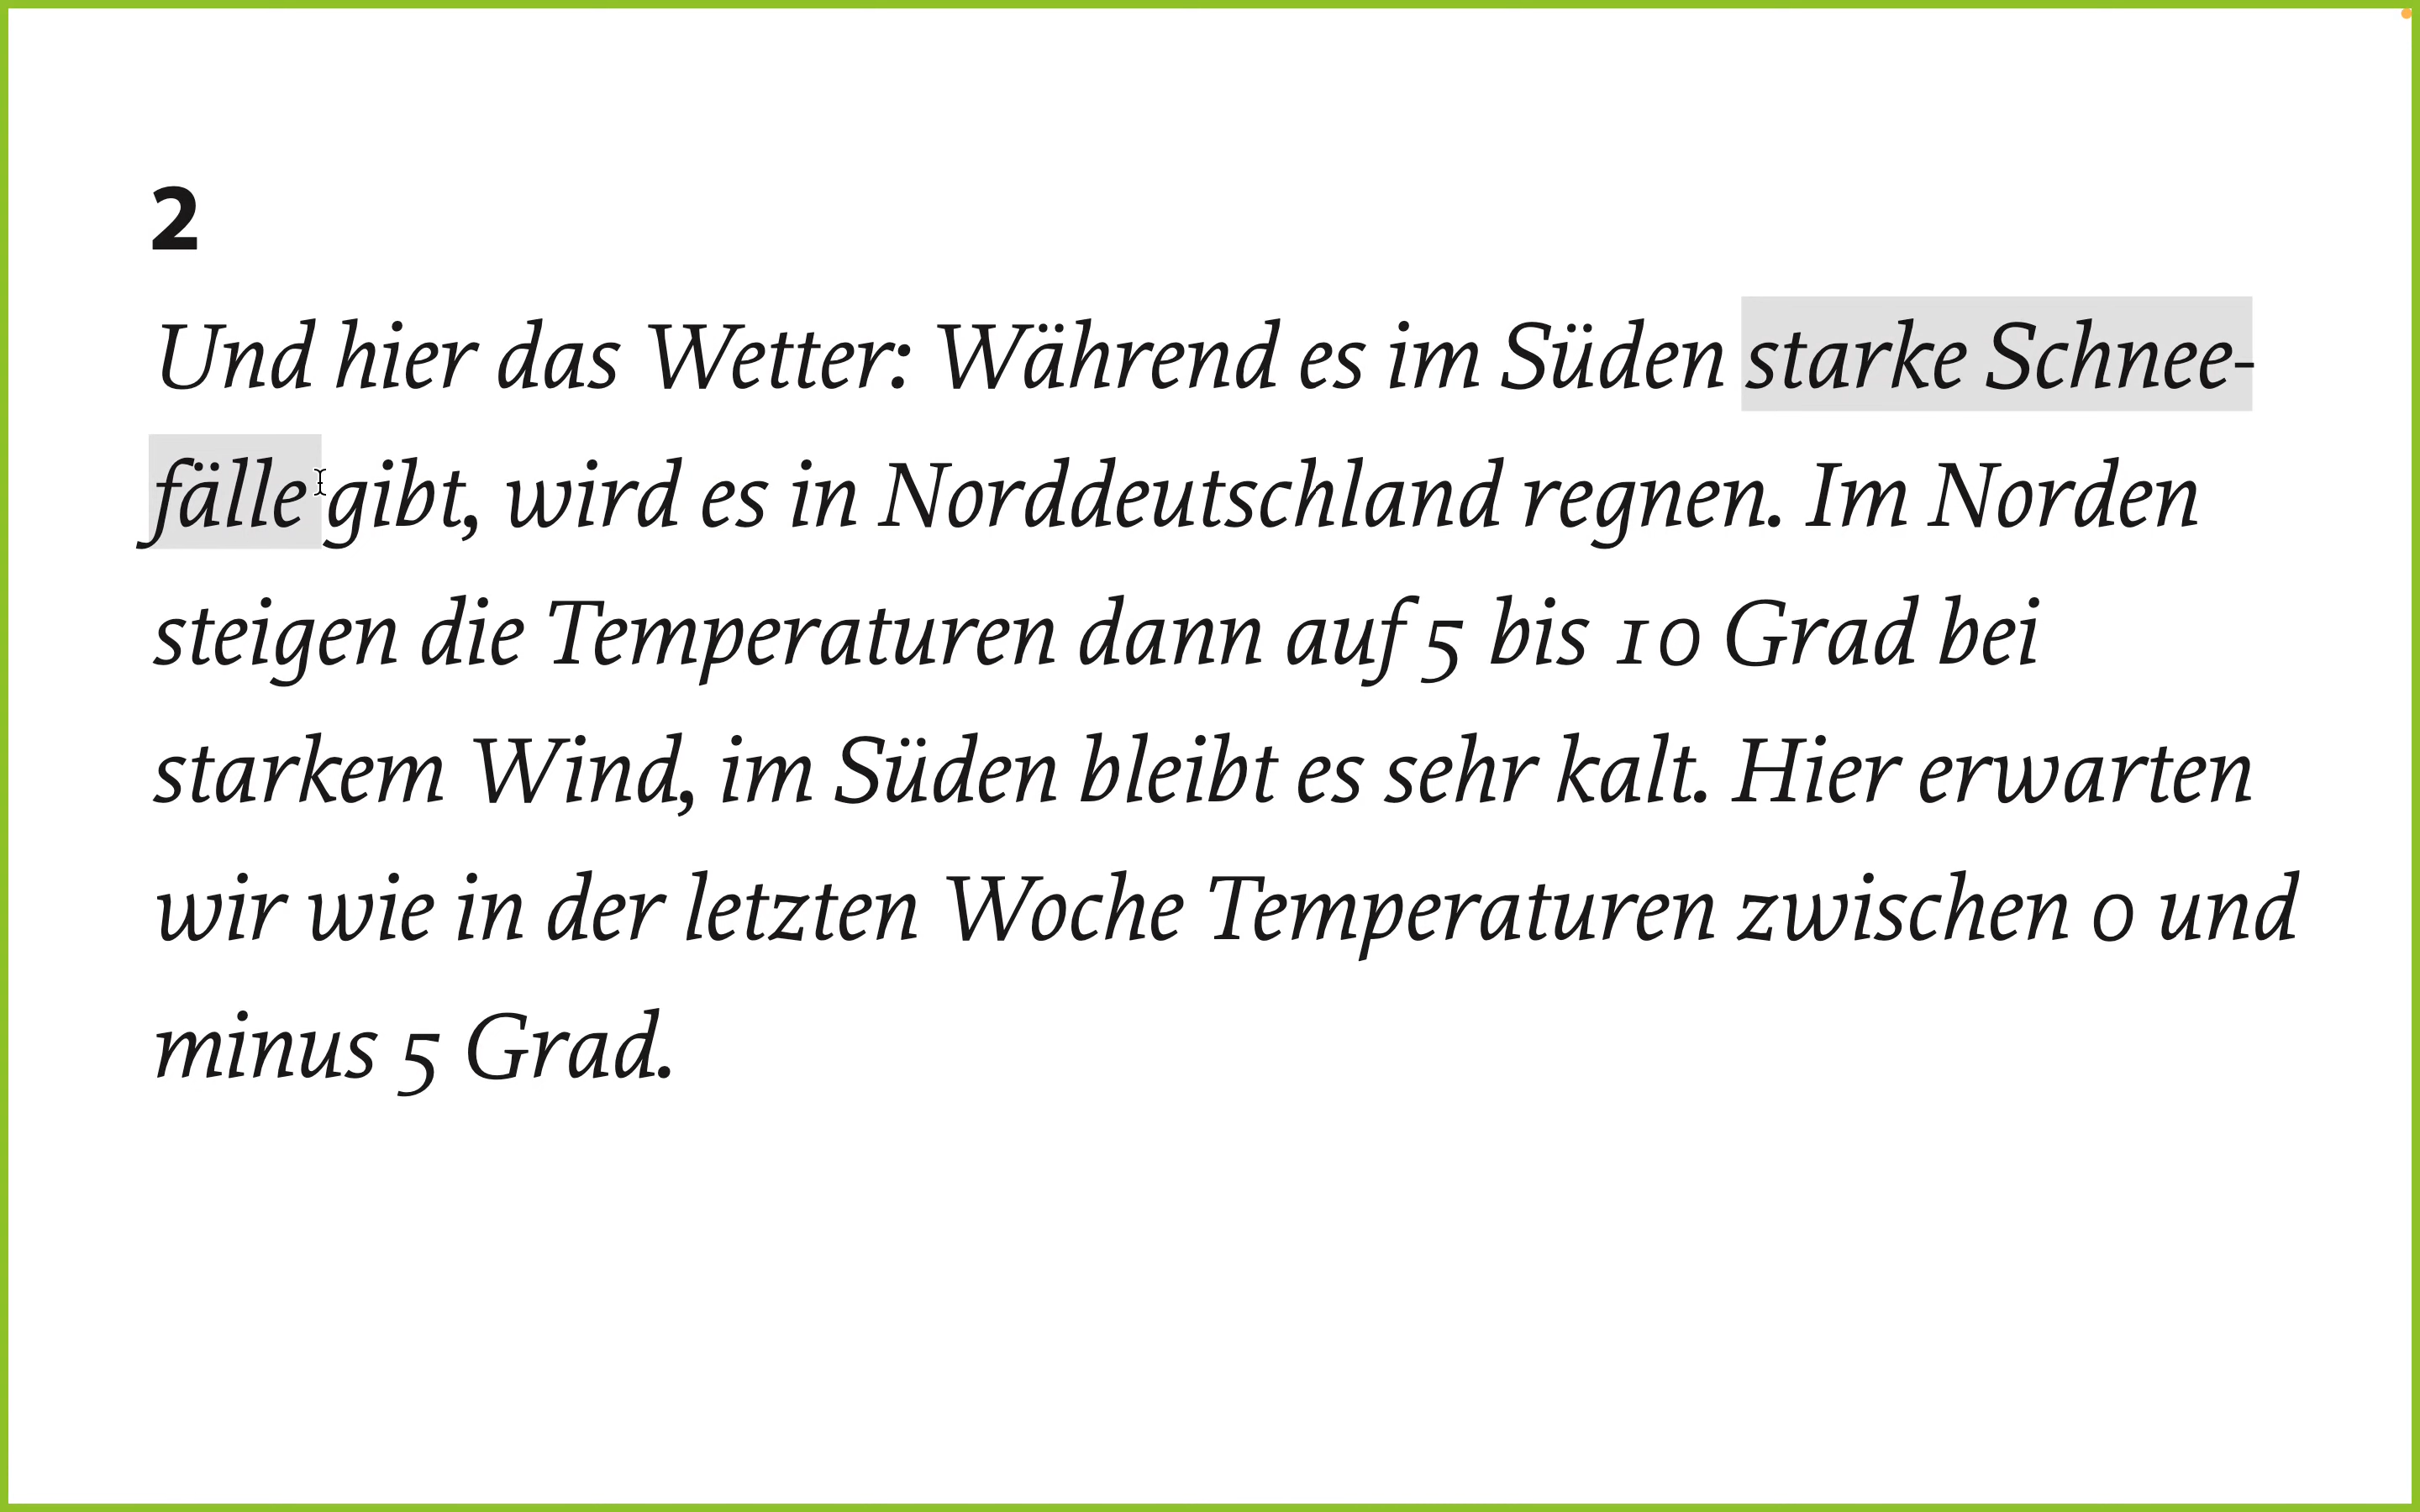 2
Und hier das Wetter: Während es im Süden starke Schnee-
fälle gibt, wird es in Norddeutschland regnen. Im Norden
steigen die Temperaturen dann auf 5 bis 10 Grad bei
starkem Wind, im Süden bleibt es sehr kalt. Hier erwarten
wir wie in der letzten Woche Temperaturen zwischen 0 und
minus 5 Grad.